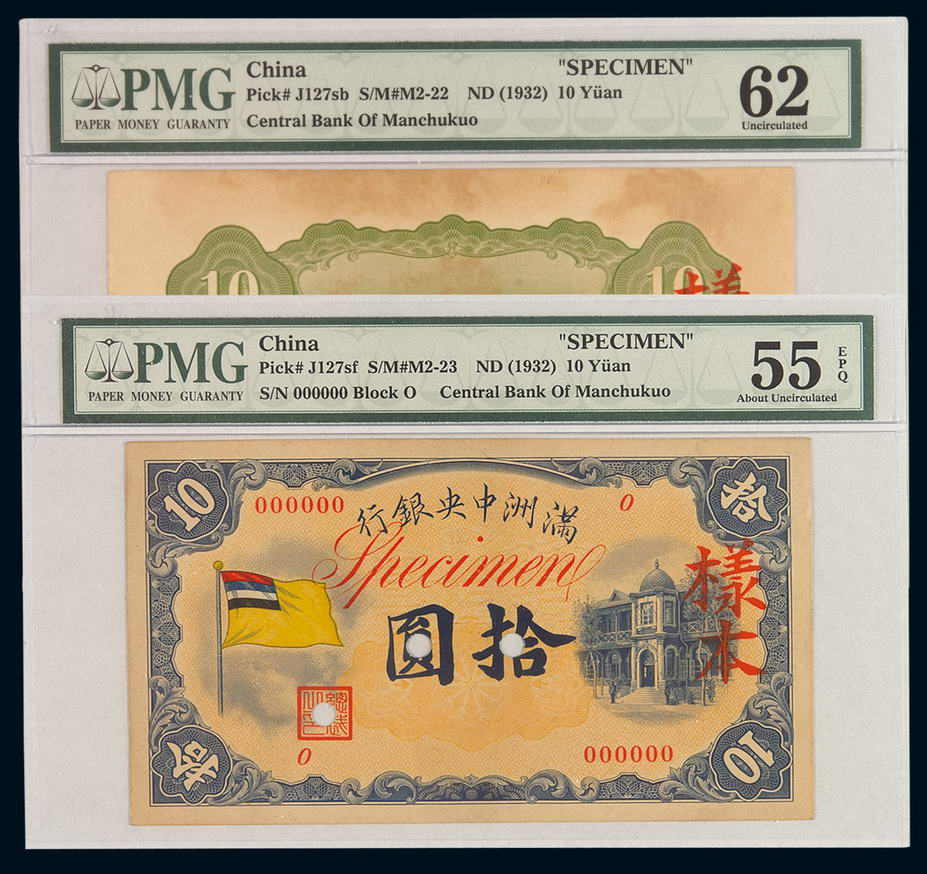 PMG
PAPER MONEY GUARANTY
China "SPECIMEN"
Pick# J127sb S/M#M2-22 ND (1932) 10 Yüan
Central Bank Of Manchukuo
62
Uncirculated
10 10
樣
PMG
PAPER MONEY GUARANTY
China "SPECIMEN"
Pick# J127sf S/M#M2-23 ND (1932) 10 Yüan
S/N 000000 Block O Central Bank Of Manchukuo
55
EPQ
About Uncirculated
10 拾
000000 O
行銀央中洲滿
Specimen
圓拾
樣本
O 000000
拾 10